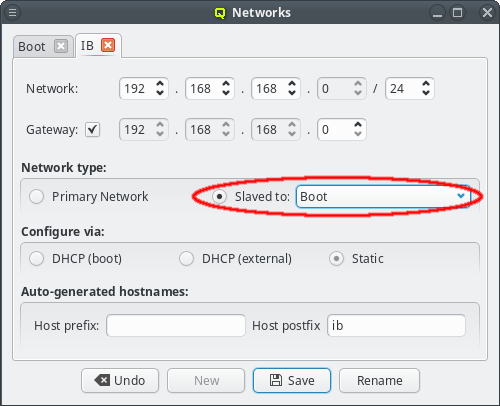 Networks
Boot IB
Network: 192 . 168 . 168 . 0 / 24
Gateway: 192 . 168 . 168 . 0
Network type:
Primary Network Slaved to: Boot
Configure via:
DHCP (boot) DHCP (external) Static
Auto-generated hostnames:
Host prefix: Host postfix ib
Undo New Save Rename